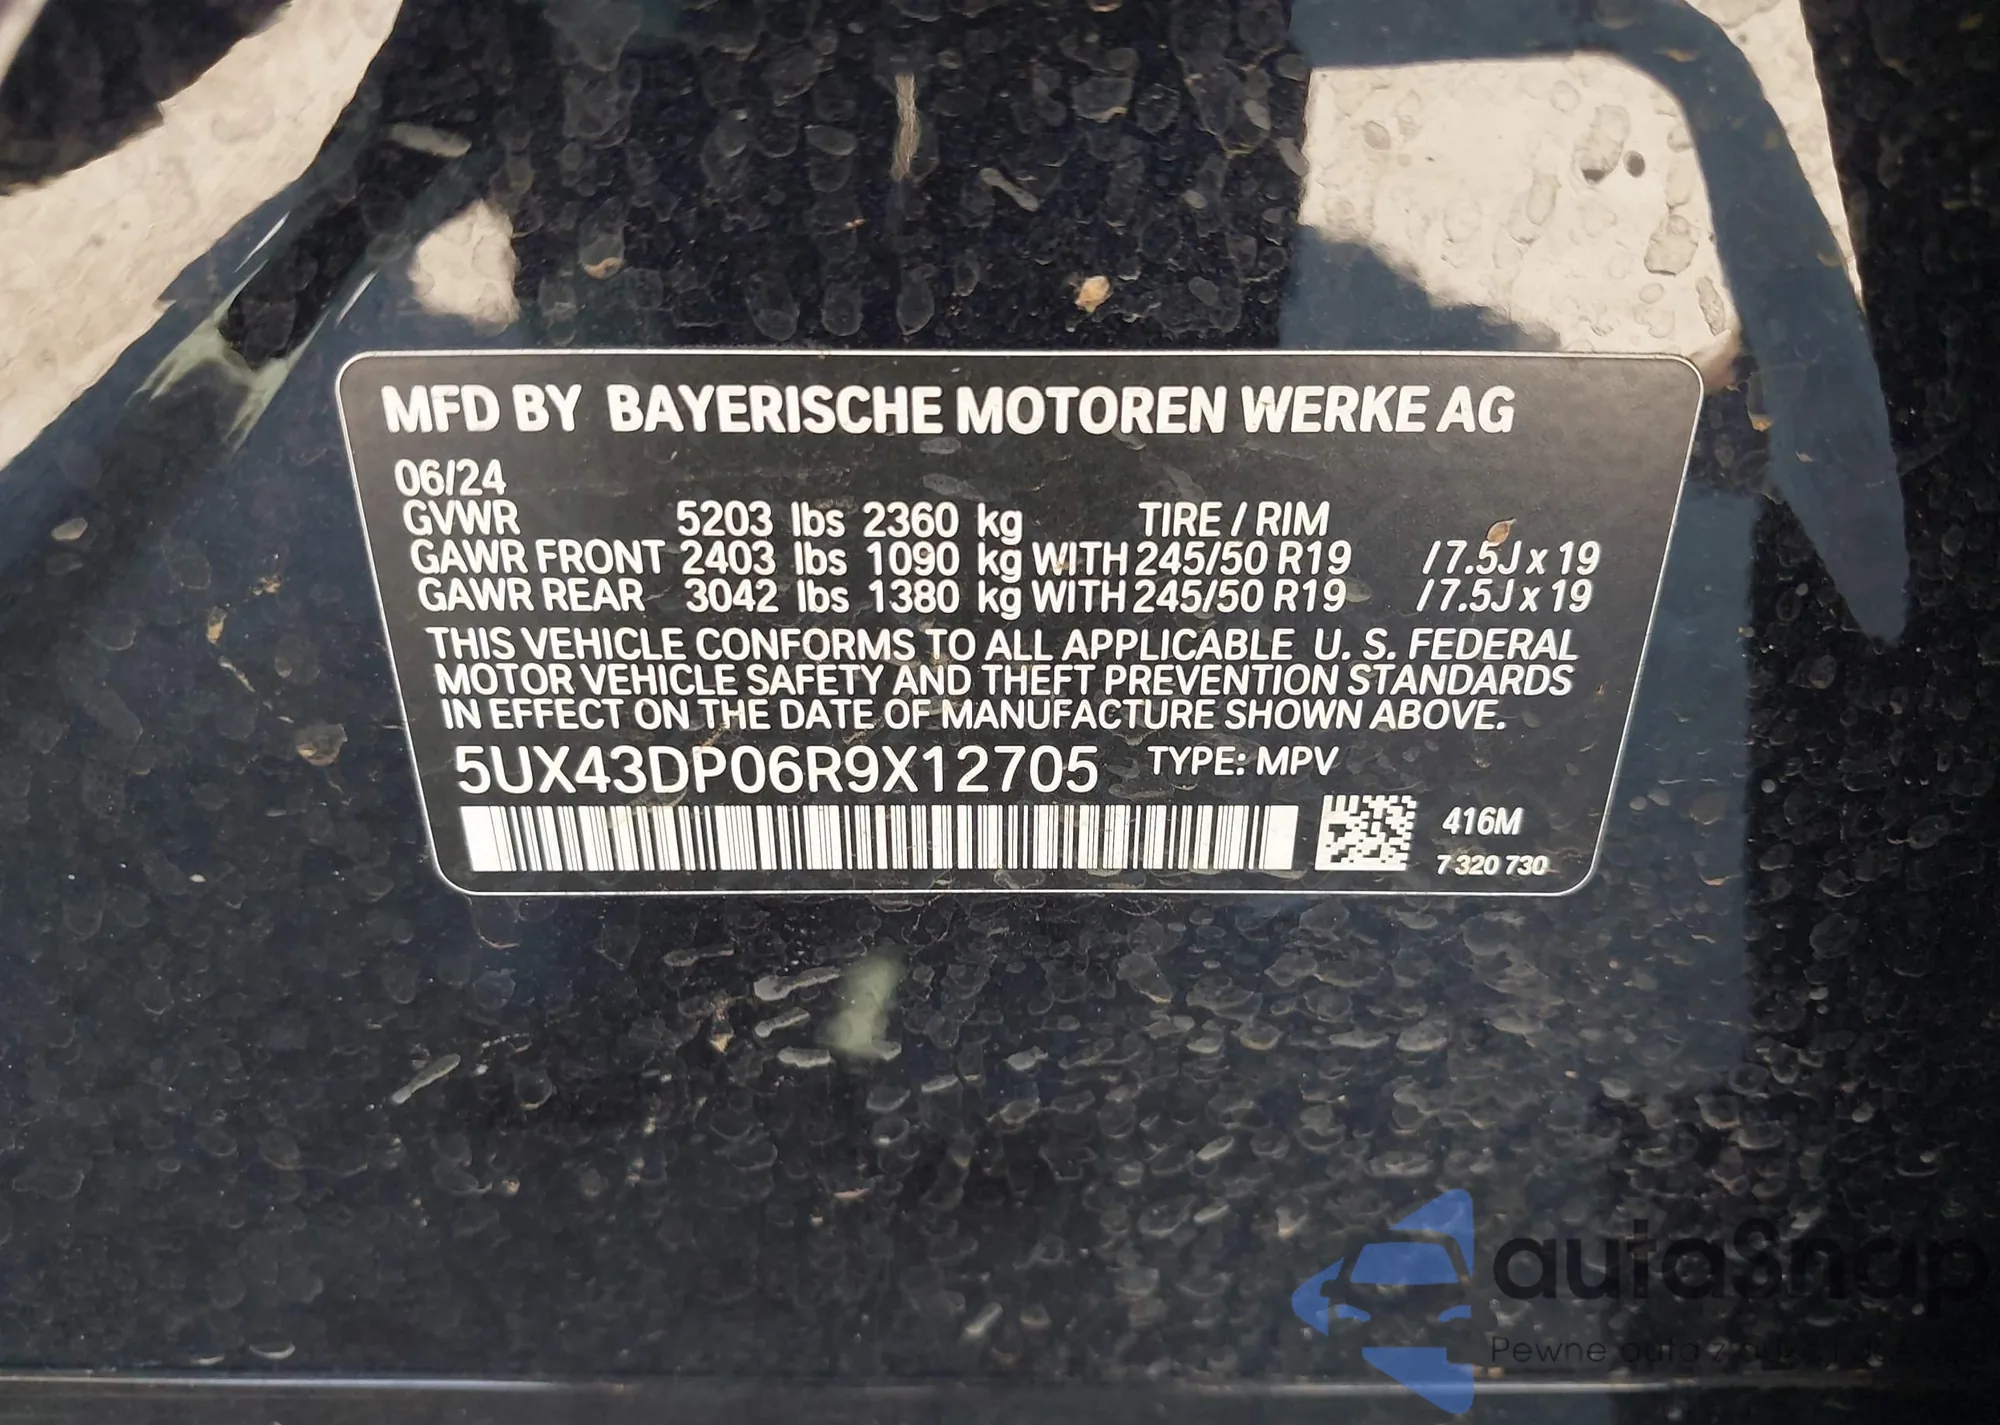 MFD BY BAYERISCHE MOTOREN WERKE AG
06/24
GVWR 5203 lbs 2360 kg TIRE / RIM
GAWR FRONT 2403 lbs 1090 kg WITH 245/50 R19 /7.5J x 19
GAWR REAR 3042 lbs 1380 kg WITH 245/50 R19 /7.5J x 19
THIS VEHICLE CONFORMS TO ALL APPLICABLE U. S. FEDERAL
MOTOR VEHICLE SAFETY AND THEFT PREVENTION STANDARDS
IN EFFECT ON THE DATE OF MANUFACTURE SHOWN ABOVE.
5UX43DP06R9X12705 TYPE: MPV
416M
7 320 730
autaSnap
Pewne auta z